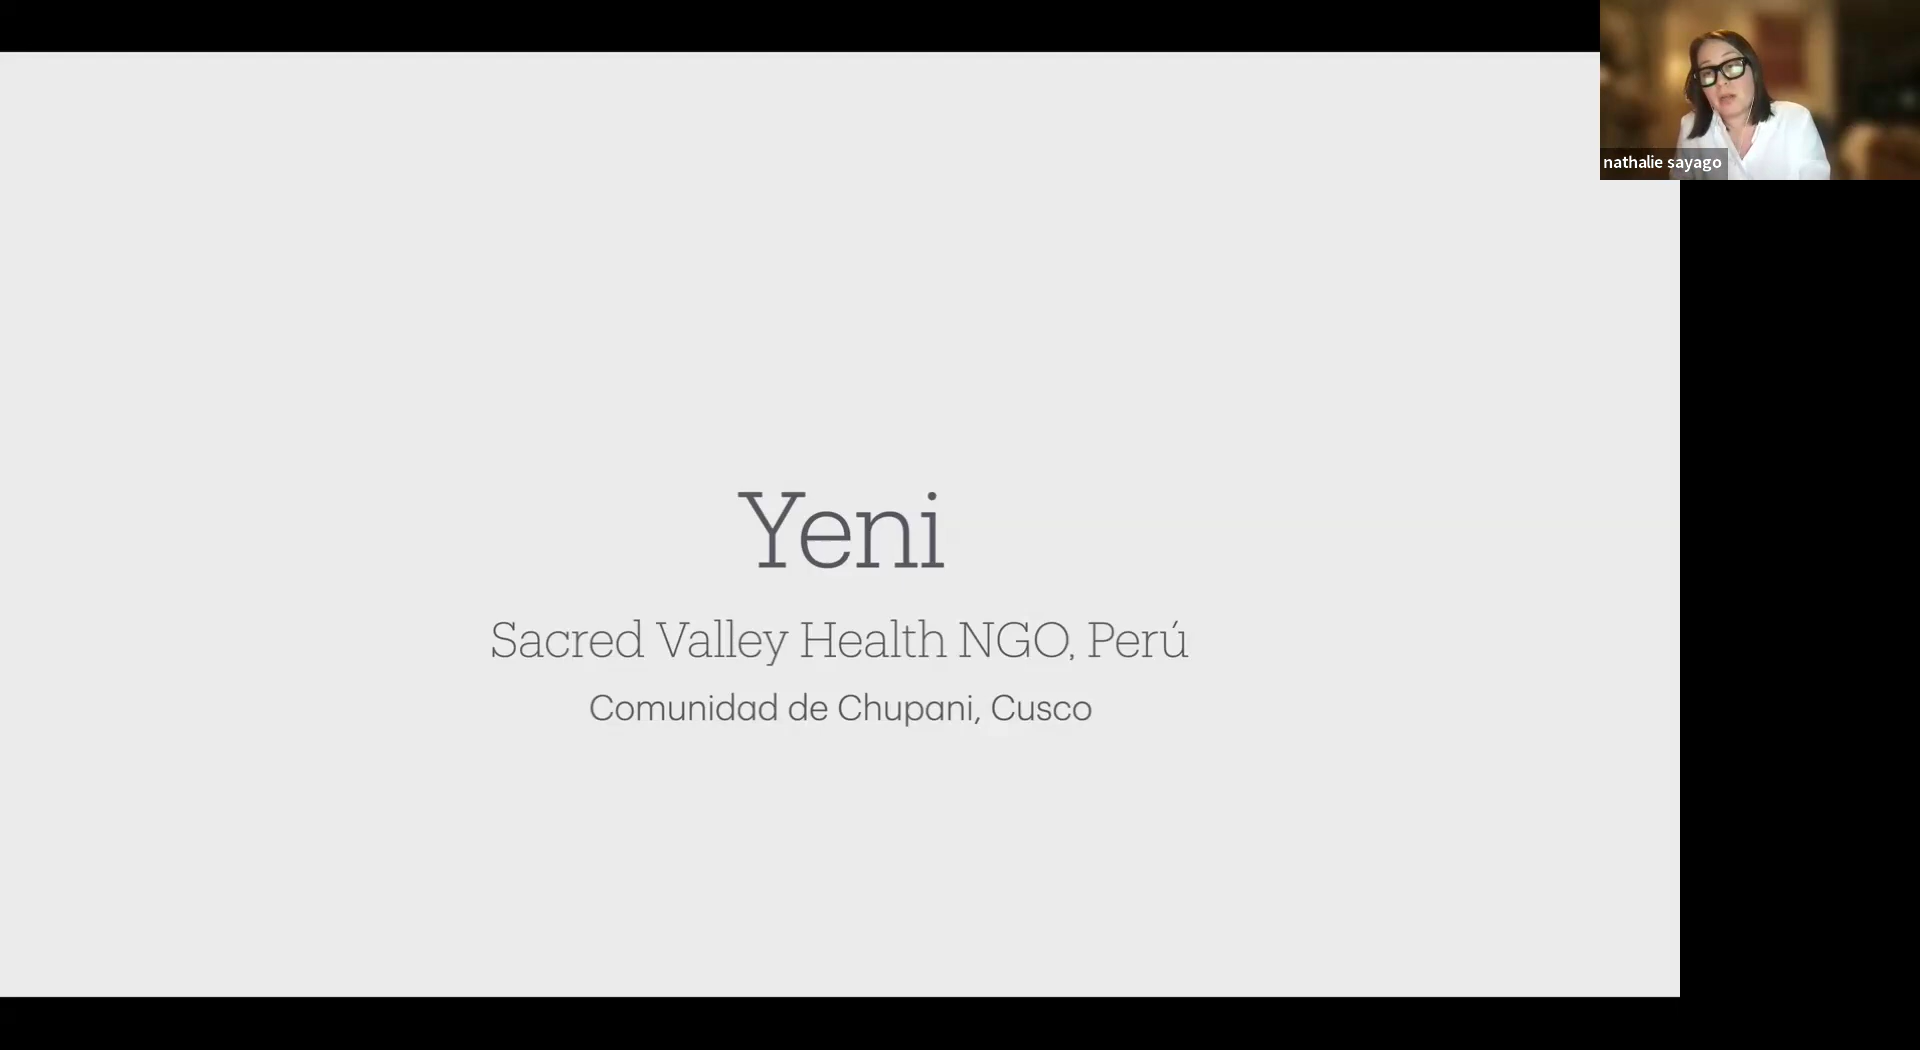 nathalie sayago
Yeni
Sacred Valley Health NGO, Perú
Comunidad de Chupani, Cusco